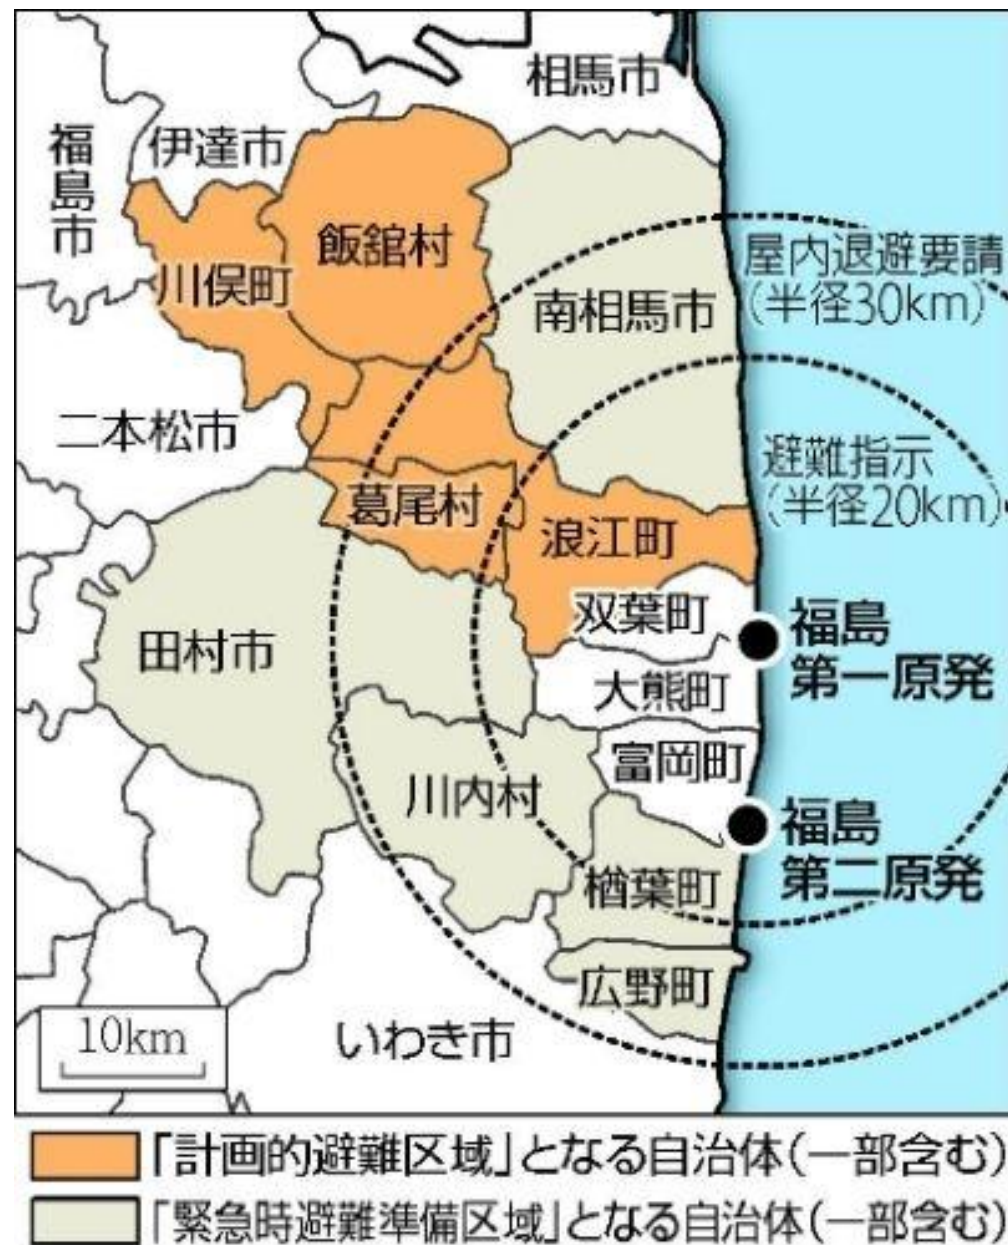 相馬市
福島市
伊達市
飯舘村
川俣町
屋内退避要請
(半径30km)
南相馬市
二本松市
避難指示
(半径20km)
葛尾村
浪江町
双葉町
福島
第一原発
田村市
大熊町
富岡町
川内村
福島
第二原発
楢葉町
広野町
いわき市
10km
「計画的避難区域」となる自治体(一部含む)
「緊急時避難準備区域」となる自治体(一部含む)